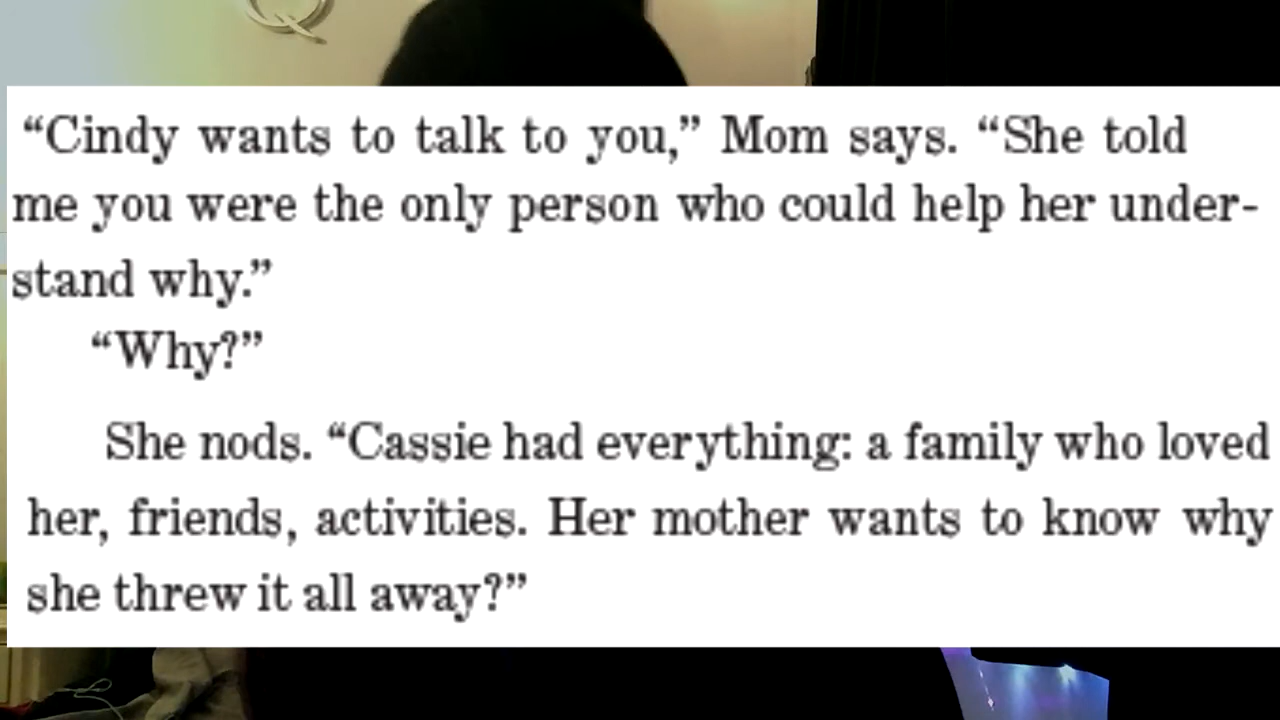 Q
“Cindy wants to talk to you,” Mom says. “She told
me you were the only person who could help her under-
stand why.”
“Why?”
She nods. “Cassie had everything: a family who loved
her, friends, activities. Her mother wants to know why
she threw it all away?”